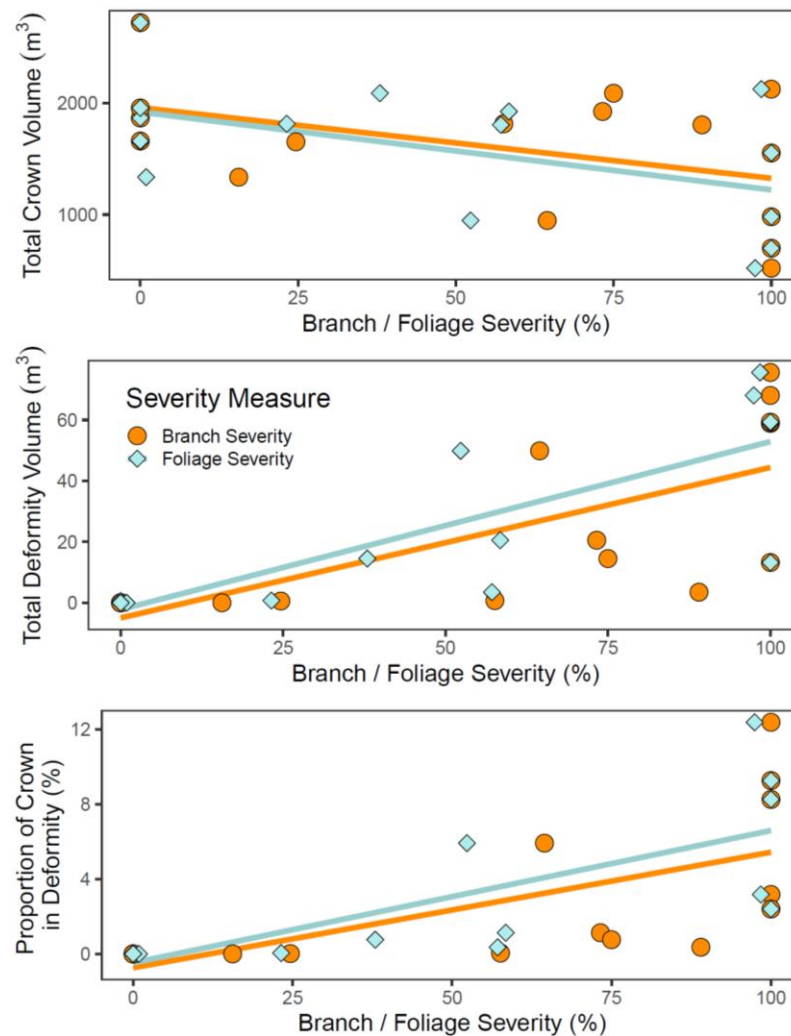 Total Crown Volume (m³)
2000
1000
0 25 50 75 100
Branch / Foliage Severity (%)
Total Deformity Volume (m³)
60
40
20
0
Severity Measure
Branch Severity
Foliage Severity
0 25 50 75 100
Branch / Foliage Severity (%)
Proportion of Crown
in Deformity (%)
12
8
4
0
0 25 50 75 100
Branch / Foliage Severity (%)